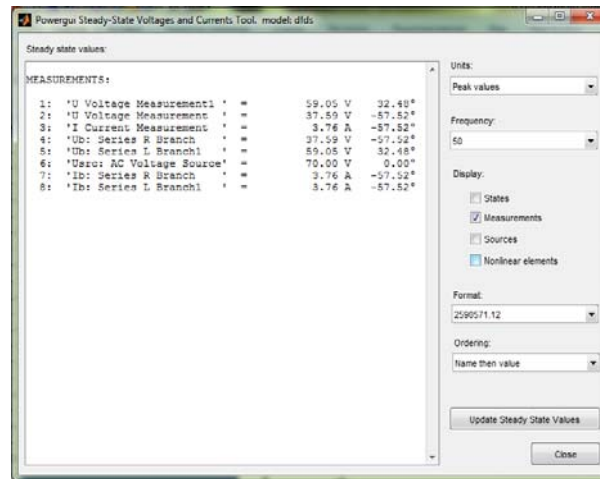 Powergui Steady-State Voltages and Currents Tool. model: dfds
Steady state values:
MEASUREMENTS:
1: 'U Voltage Measurement1 ' = 59.05 V 32.48°
2: 'U Voltage Measurement ' = 37.59 V -57.52°
3: 'I Current Measurement ' = 3.76 A -57.52°
4: 'Ub: Series R Branch ' = 37.59 V -57.52°
5: 'Ub: Series L Branch1 ' = 59.05 V 32.48°
6: 'Usrc: AC Voltage Source' = 70.00 V 0.00°
7: 'Ib: Series R Branch ' = 3.76 A -57.52°
8: 'Ib: Series L Branch1 ' = 3.76 A -57.52°
Units:
Peak values
Frequency:
50
Display:
States
Measurements
Sources
Nonlinear elements
Format:
2590571.12
Ordering:
Name then value
Update Steady State Values
Close